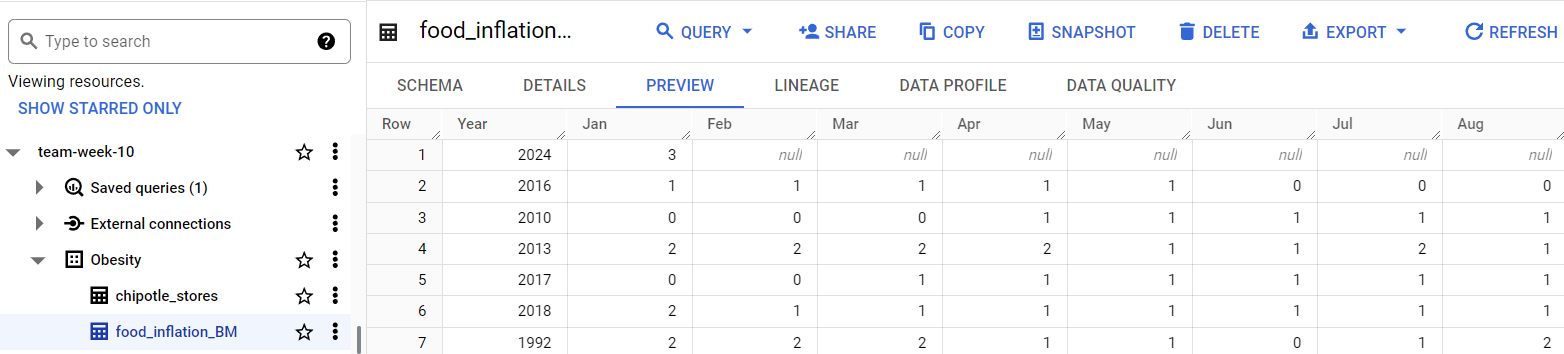 Type to search
Viewing resources.
SHOW STARRED ONLY
team-week-10
Saved queries (1)
External connections
Obesity
chipotle_stores
food_inflation_BM
food_inflation...
QUERY SHARE COPY SNAPSHOT DELETE EXPORT REFRESH
SCHEMA DETAILS PREVIEW LINEAGE DATA PROFILE DATA QUALITY
Row Year Jan Feb Mar Apr May Jun Jul Aug
1 2024 3 null null null null null null null
2 2016 1 1 1 1 1 0 0 0
3 2010 0 0 0 1 1 1 1 1
4 2013 2 2 2 2 1 1 2 1
5 2017 0 0 1 1 1 1 1 1
6 2018 2 1 1 1 1 1 1 1
7 1992 2 2 2 1 1 0 1 2